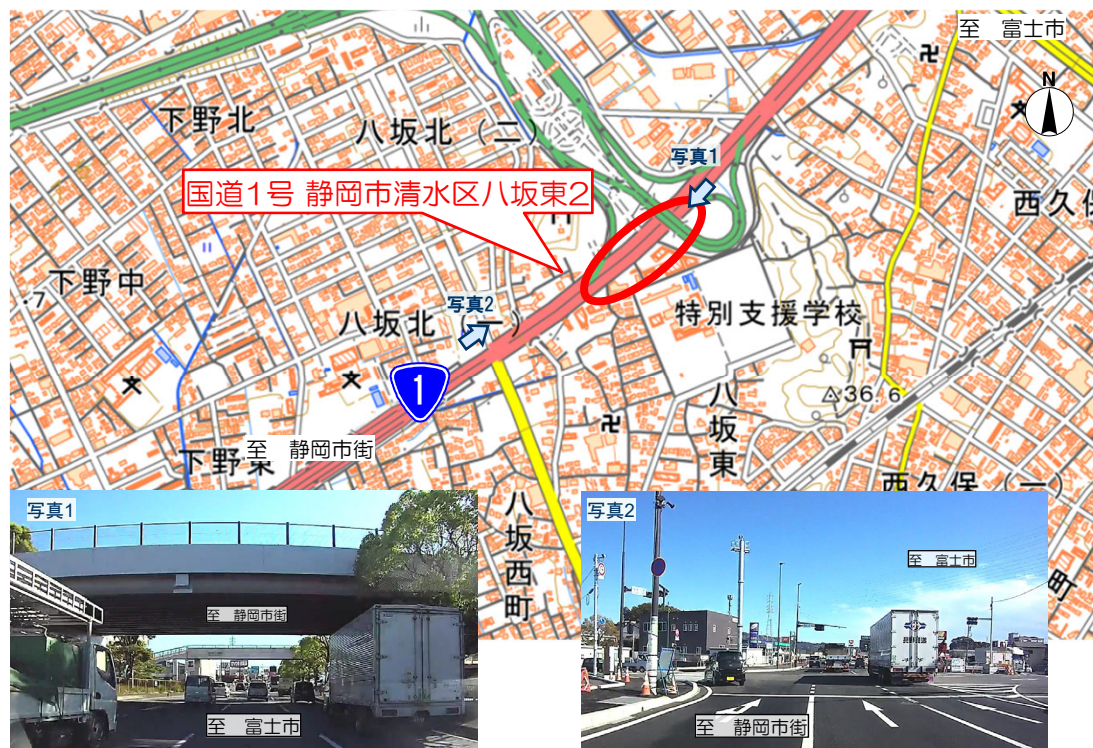 至　富士市
N
下野北
八坂北（二）
写真1
国道1号 静岡市清水区八坂東2
西久保
下野中
7
写真2
八坂北（一）
特別支援学校
1
36.6
八坂東
至　静岡市街
下野東
西久保（一）
八坂西町
町
写真1
至　静岡市街
至　富士市
写真2
至　富士市
至　静岡市街